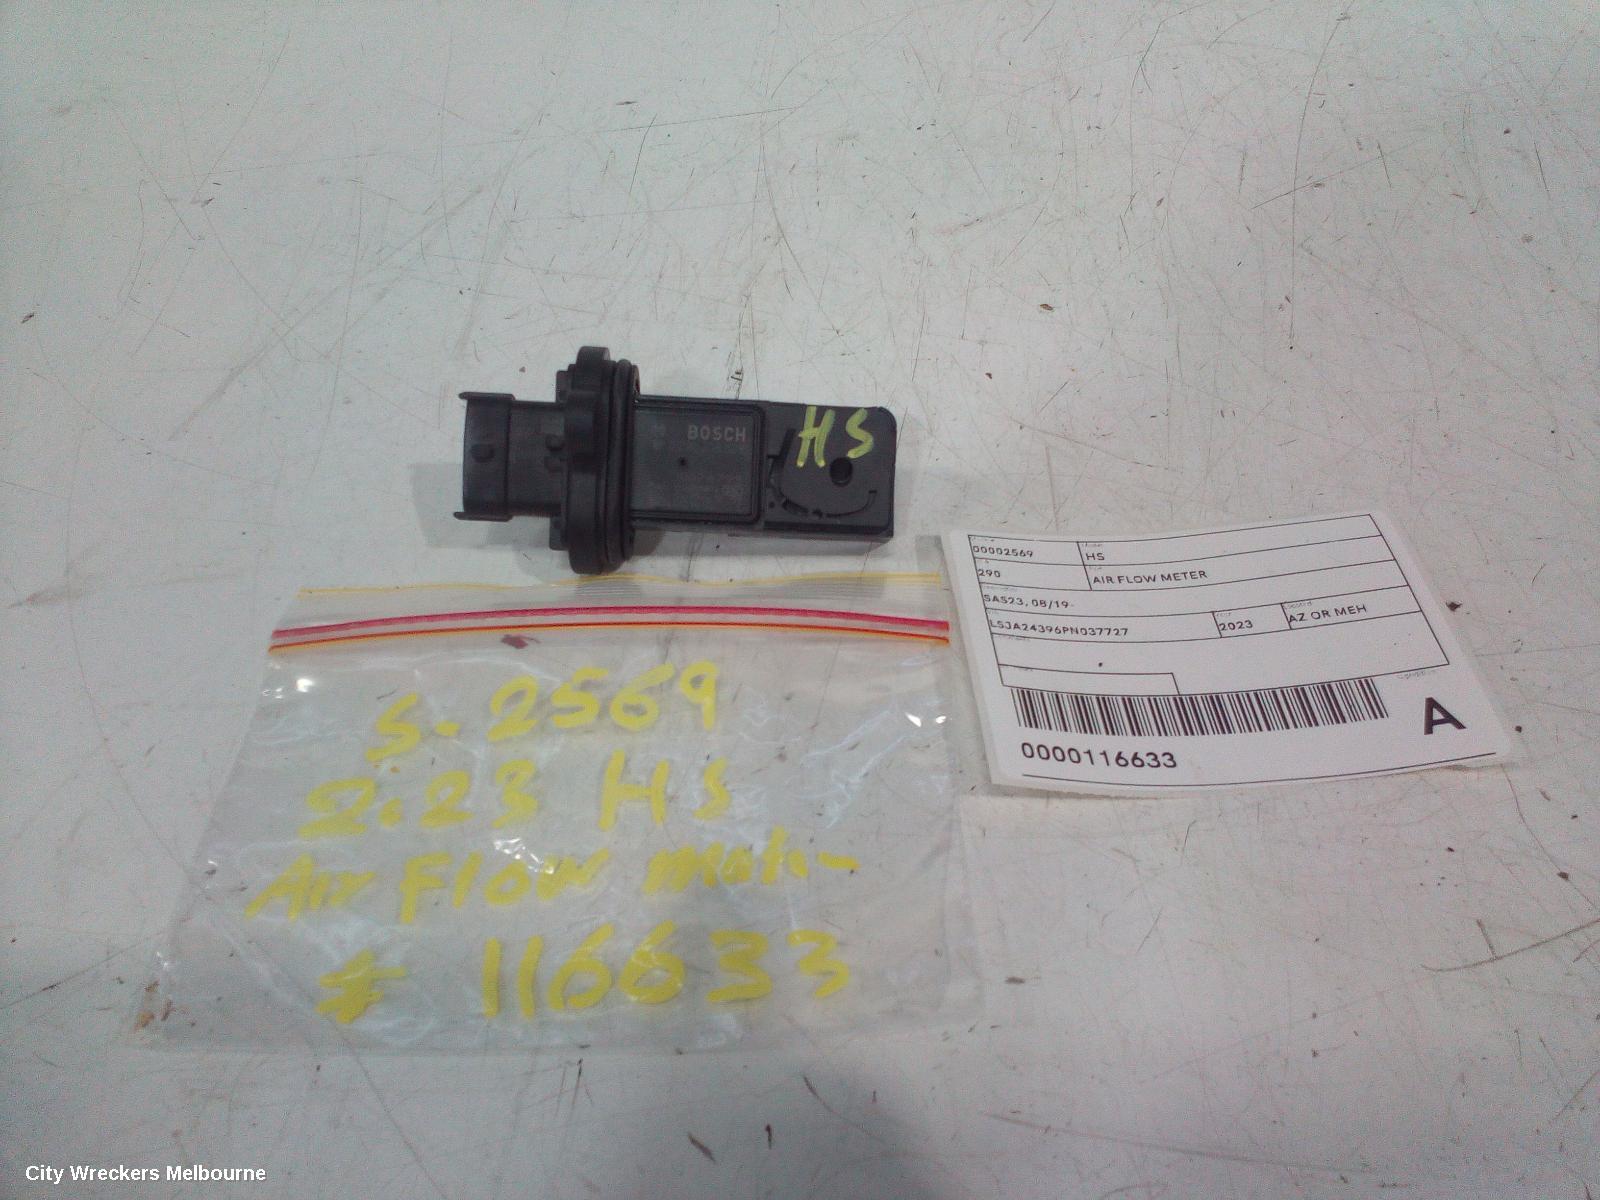 BOSCH
HS
00002569 HS
290 AIR FLOW METER
SAS23, 08/19-
LSJA24396PN037727 2023 AZ OR MEH
A
0000116633
S-2569
2.23 HS
Air Flow meter
# 116633
City Wreckers Melbourne